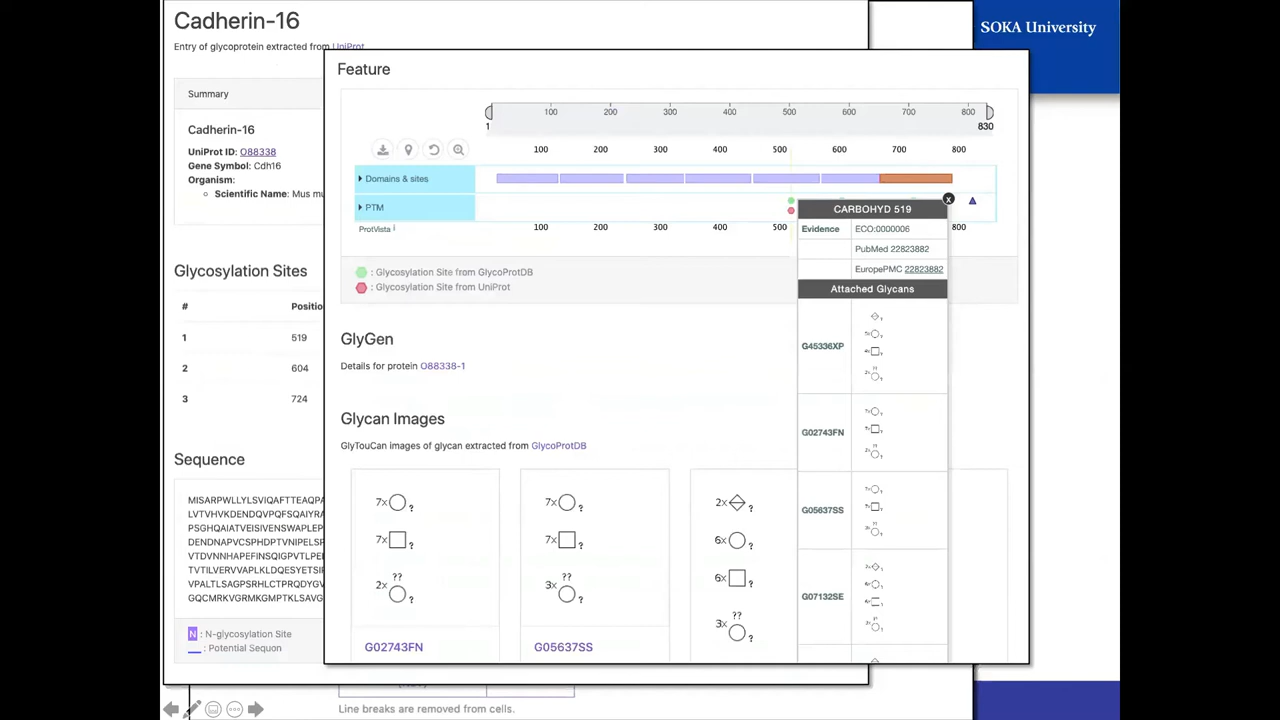 Cadherin-16
SOKA University
Entry of glycoprotein extracted from UniProt
Feature
Summary
Cadherin-16
UniProt ID: O88338
Gene Symbol: Cdh16
Organism:
Scientific Name: Mus mu
100 200 300 400 500 600 700 800
1 830
100 200 300 400 500 600 700 800
Domains & sites
PTM
ProtVista i
100 200 300 400 500 800
: Glycosylation Site from GlycoProtDB
: Glycosylation Site from UniProt
x
CARBOHYD 519
Evidence ECO:0000006
PubMed 22823882
EuropePMC 22823882
Attached Glycans
G45336XP
G02743FN
G05637SS
G07132SE
Glycosylation Sites
# Positio
1 519
2 604
3 724
GlyGen
Details for protein O88338-1
Glycan Images
GlyTouCan images of glycan extracted from GlycoProtDB
7x ?
7x ?
?? 2x ?
G02743FN
7x ?
7x ?
?? 3x ?
G05637SS
2x ?
6x ?
6x ?
?? 3x ?
Sequence
MISARPWLLYLSVIQAFTTEAQPA
LVTVHVKDENDQVPQFSQAIYRA
PSGHQAIATVEISIVENSWAPLEP
DENDNAPVCSPHDPTVNIPELSP
VTDVNNHAPEFINSQIGPVTLPE
TVTILVERVVAPLKLDQESYETSIF
VPALTLSAGPSRHLCTPRQDYGV
GQCMRKVGRMKGMPTKLSAVG
N : N-glycosylation Site
: Potential Sequon
Line breaks are removed from cells.